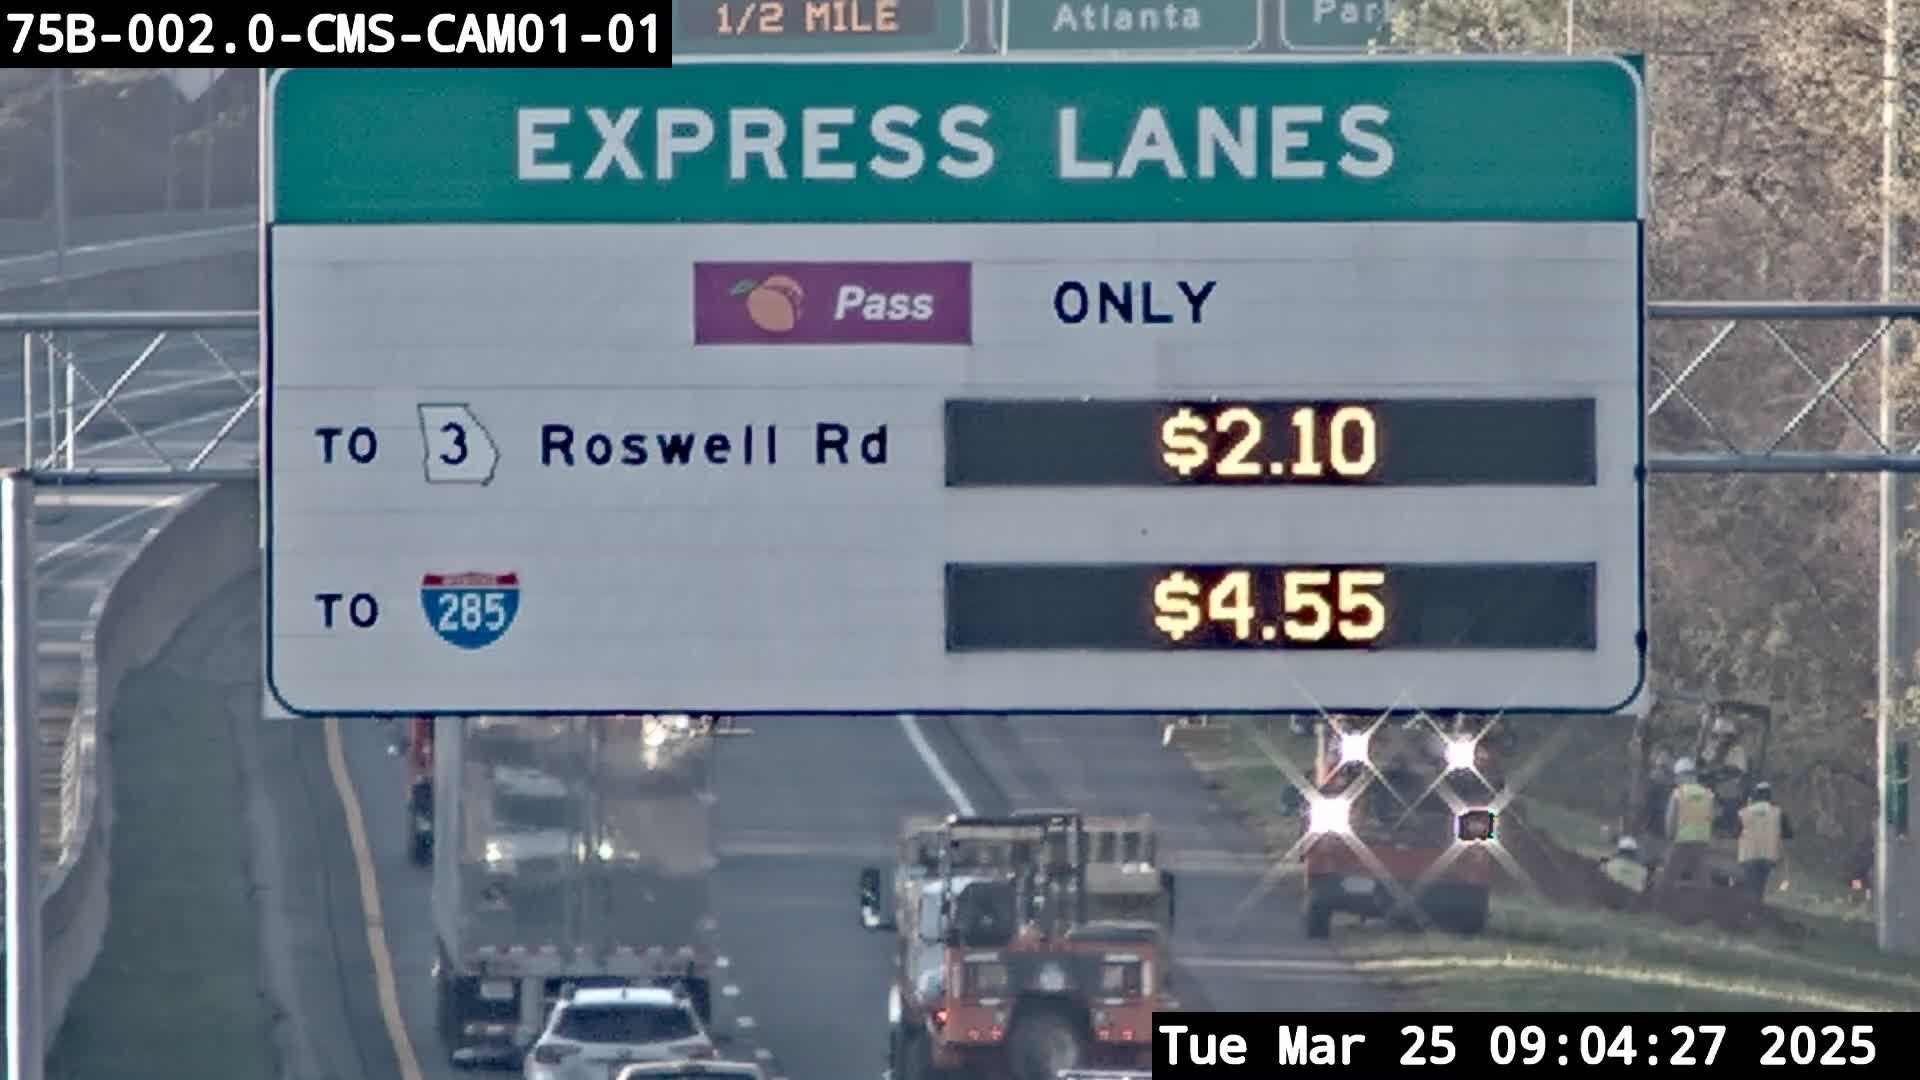 75B-002.0-CMS-CAM01-01
1/2 MILE
Atlanta
EXPRESS LANES
Pass ONLY
TO 3 Roswell Rd $2.10
TO 285 $4.55
Tue Mar 25 09:04:27 2025